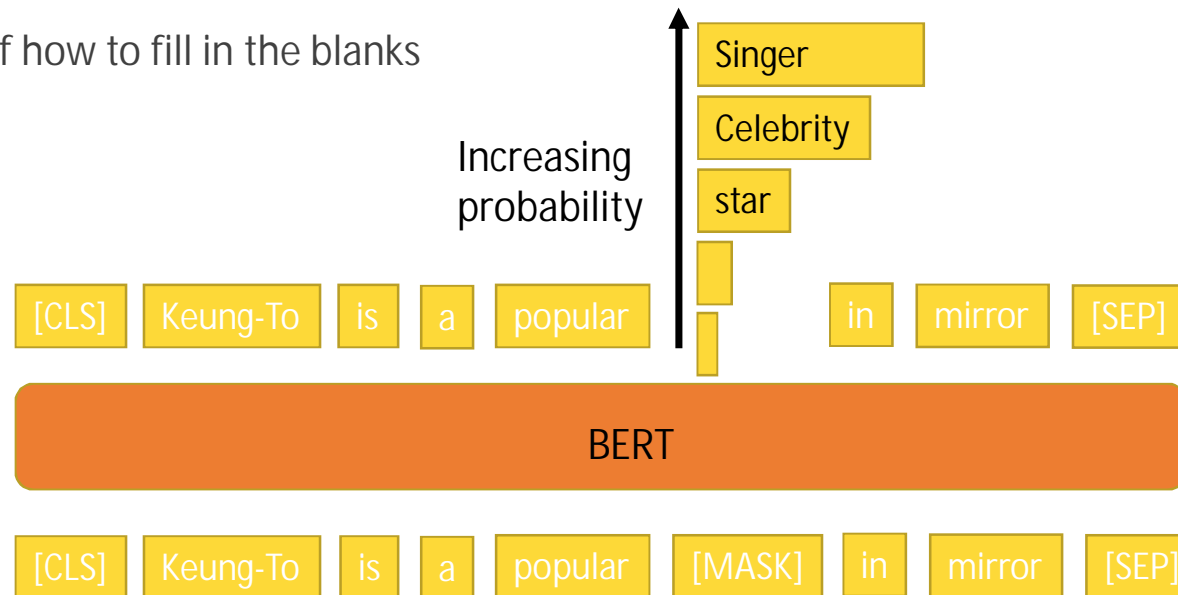 f how to fill in the blanks
Singer
Celebrity
Increasing
probability
star
[CLS] Keung-To is a popular in mirror [SEP]
BERT
[CLS] Keung-To is a popular [MASK] in mirror [SEP]